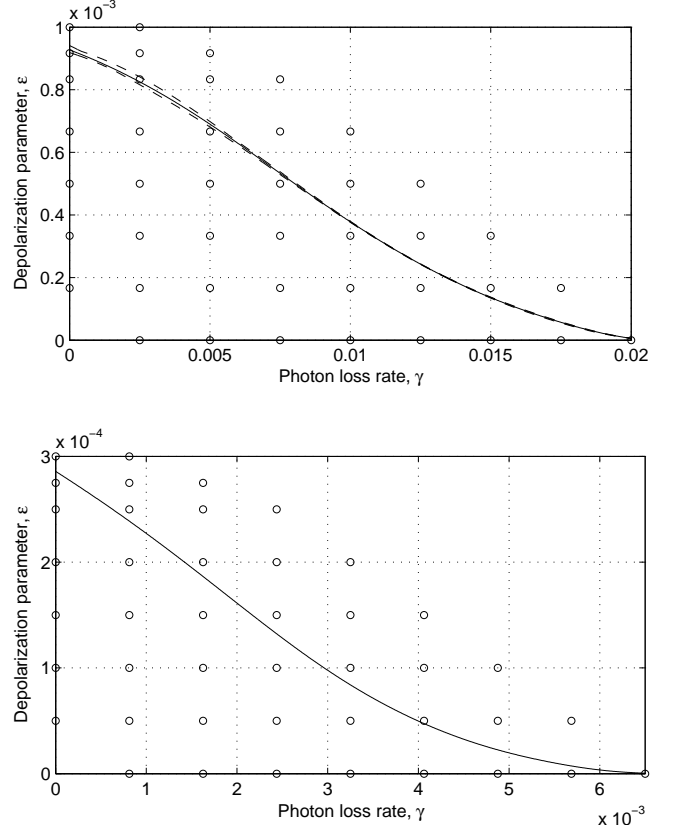 x 10⁻³
1
0.8
0.6
0.4
0.2
0
Depolarization parameter, ε
0 0.005 0.01 0.015 0.02
Photon loss rate, γ
x 10⁻⁴
3
2
1
0
Depolarization parameter, ε
0 1 2 3 4 5 6
Photon loss rate, γ
x 10⁻³